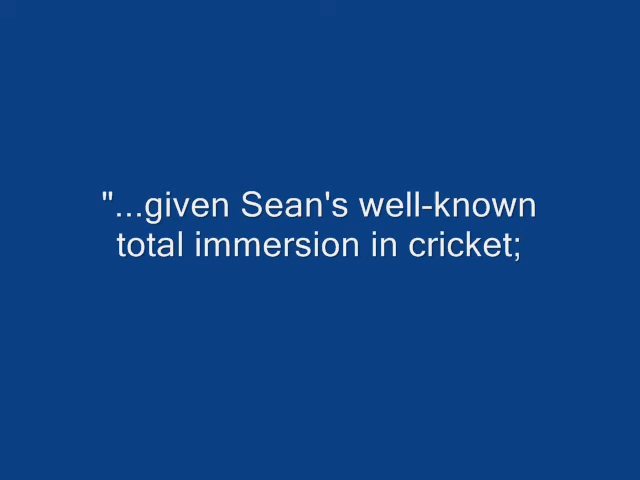 "...given Sean's well-known
total immersion in cricket;